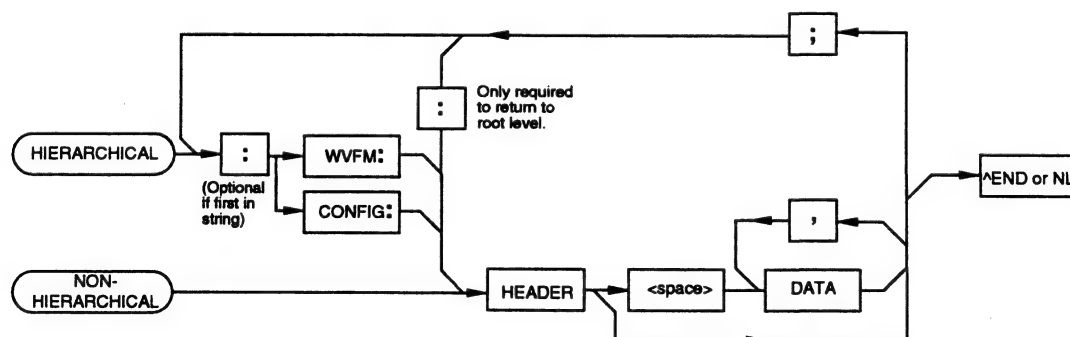 ;
:
Only required
to return to
root level.
HIERARCHICAL
:
WVFM:
(Optional
if first in
string)
CONFIG:
^END or NL
,
NON-
HIERARCHICAL
HEADER
<space>
DATA